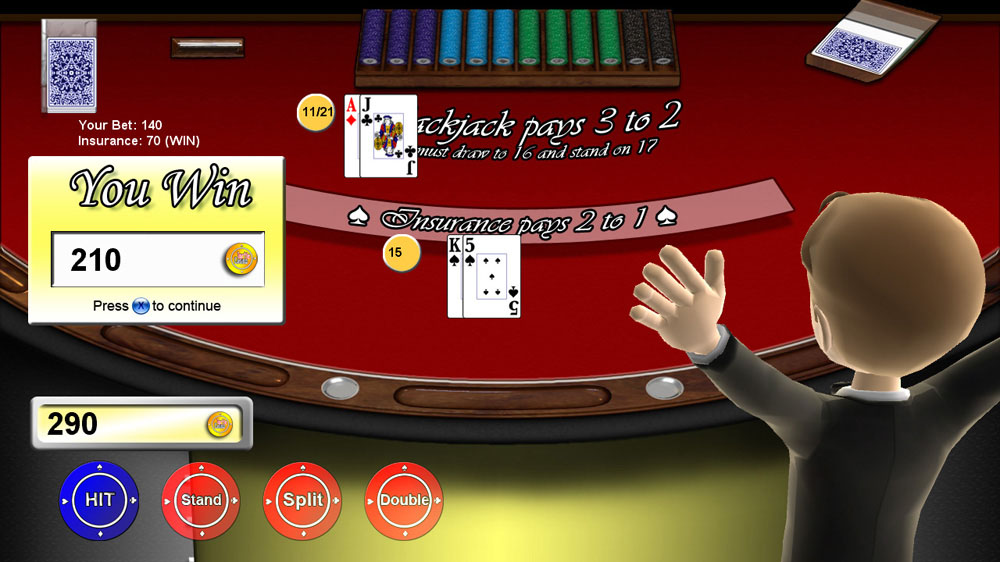 Your Bet: 140
Insurance: 70 (WIN)
You Win
210
Press X to continue
11/21
A
J
J
ackjack pays 3 to 2
must draw to 16 and stand on 17
Insurance pays 2 to 1
15
K
5
5
290
HIT
Stand
Split
Double